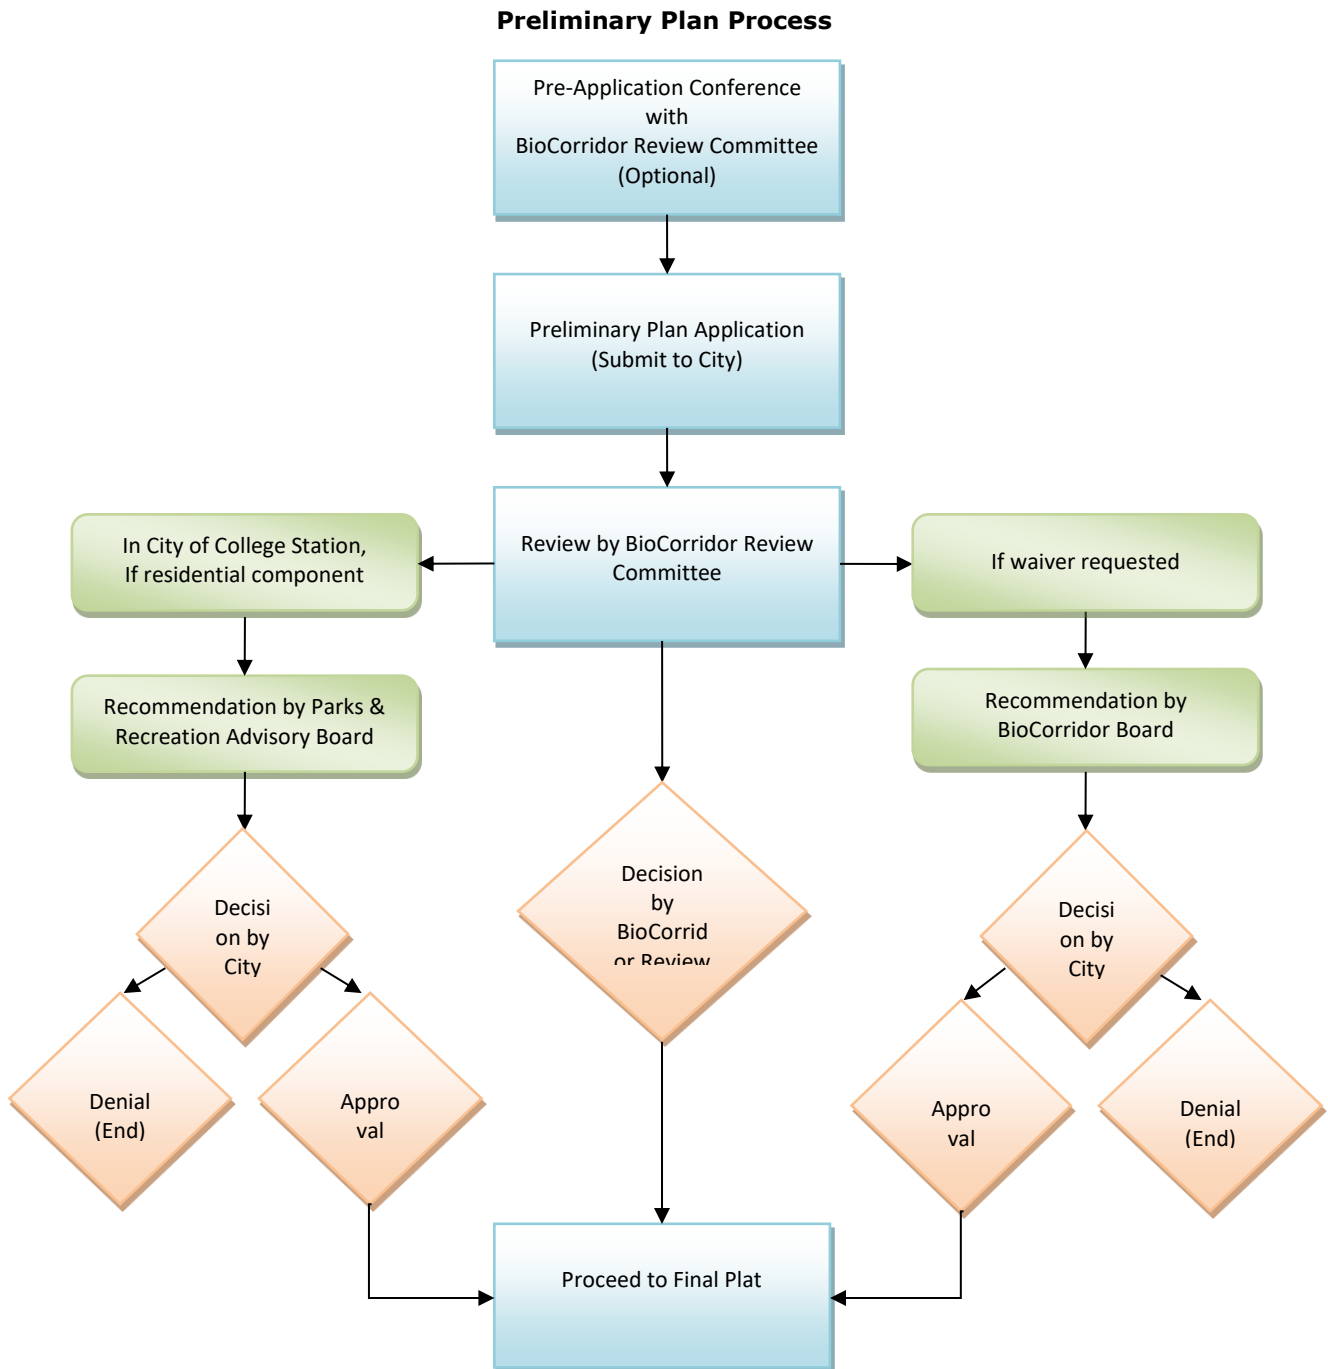 Preliminary Plan Process
Pre-Application Conference
with
BioCorridor Review Committee
(Optional)
Preliminary Plan Application
(Submit to City)
Review by BioCorridor Review
Committee
In City of College Station,
If residential component
If waiver requested
Recommendation by Parks &
Recreation Advisory Board
Recommendation by
BioCorridor Board
Decisi
on by
City
Decision
by
BioCorrid
or Review
Decisi
on by
City
Denial
(End)
Appro
val
Appro
val
Denial
(End)
Proceed to Final Plat